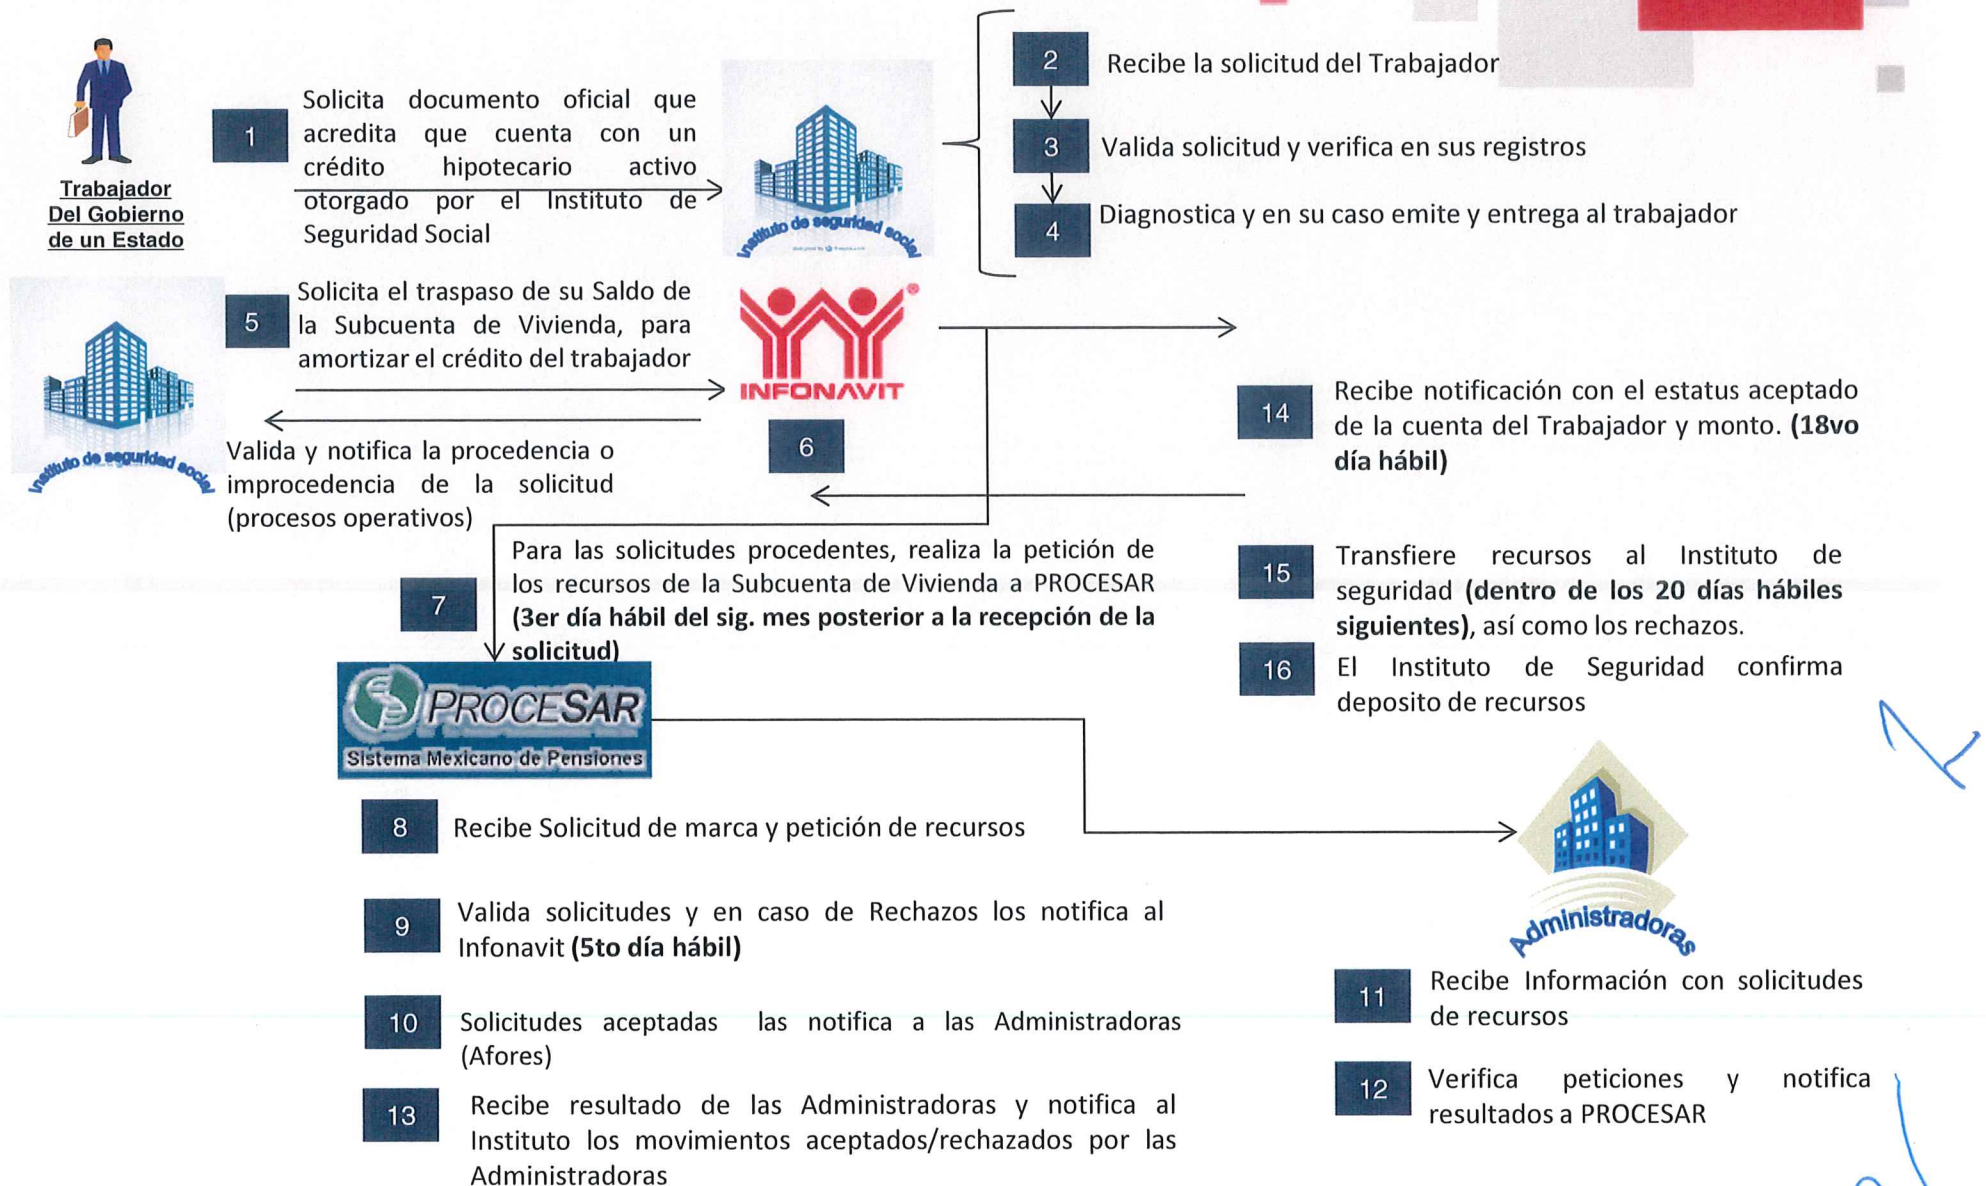 Trabajador
Del Gobierno
de un Estado
1
Solicita documento oficial que
acredita que cuenta con un
crédito hipotecario activo
otorgado por el Instituto de
Seguridad Social
Instituto de seguridad social
2
Recibe la solicitud del Trabajador
3
Valida solicitud y verifica en sus registros
4
Diagnostica y en su caso emite y entrega al trabajador
Instituto de seguridad social
5
Solicita el traspaso de su Saldo de
la Subcuenta de Vivienda, para
amortizar el crédito del trabajador
INFONAVIT
6
Valida y notifica la procedencia o
improcedencia de la solicitud
(procesos operativos)
7
Para las solicitudes procedentes, realiza la petición de
los recursos de la Subcuenta de Vivienda a PROCESAR
(3er día hábil del sig. mes posterior a la recepción de la
solicitud)
PROCESAR
Sistema Mexicano de Pensiones
8
Recibe Solicitud de marca y petición de recursos
9
Valida solicitudes y en caso de Rechazos los notifica al
Infonavit (5to día hábil)
10
Solicitudes aceptadas las notifica a las Administradoras
(Afores)
13
Recibe resultado de las Administradoras y notifica al
Instituto los movimientos aceptados/rechazados por las
Administradoras
14
Recibe notificación con el estatus aceptado
de la cuenta del Trabajador y monto. (18vo
día hábil)
15
Transfiere recursos al Instituto de
seguridad (dentro de los 20 días hábiles
siguientes), así como los rechazos.
16
El Instituto de Seguridad confirma
deposito de recursos
Administradoras
11
Recibe Información con solicitudes
de recursos
12
Verifica peticiones y notifica
resultados a PROCESAR